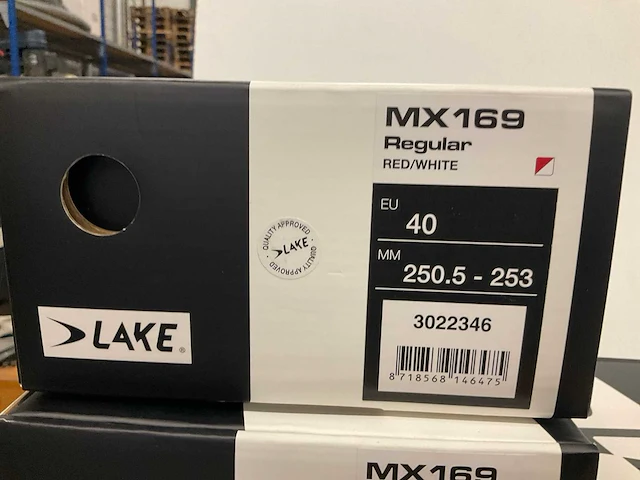 MX169
Regular
RED/WHITE
EU
40
MM
250.5 - 253
3022346
8 718568 146475
QUALITY APPROVED
LAKE
QUALITY APPROVED
LAKE®
MX169